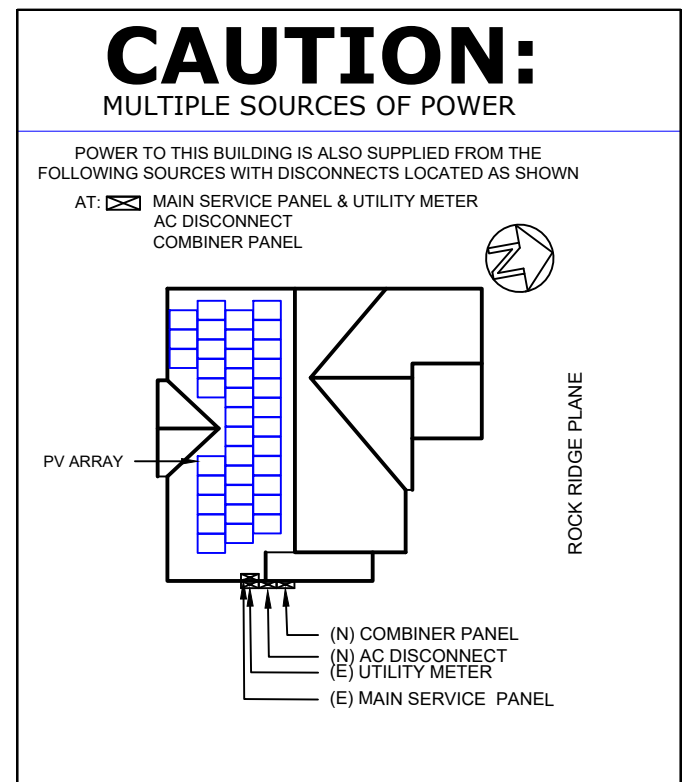 CAUTION:
MULTIPLE SOURCES OF POWER
POWER TO THIS BUILDING IS ALSO SUPPLIED FROM THE
FOLLOWING SOURCES WITH DISCONNECTS LOCATED AS SHOWN
AT: MAIN SERVICE PANEL & UTILITY METER
AC DISCONNECT
COMBINER PANEL
N
PV ARRAY
ROCK RIDGE PLANE
(N) COMBINER PANEL
(N) AC DISCONNECT
(E) UTILITY METER
(E) MAIN SERVICE PANEL